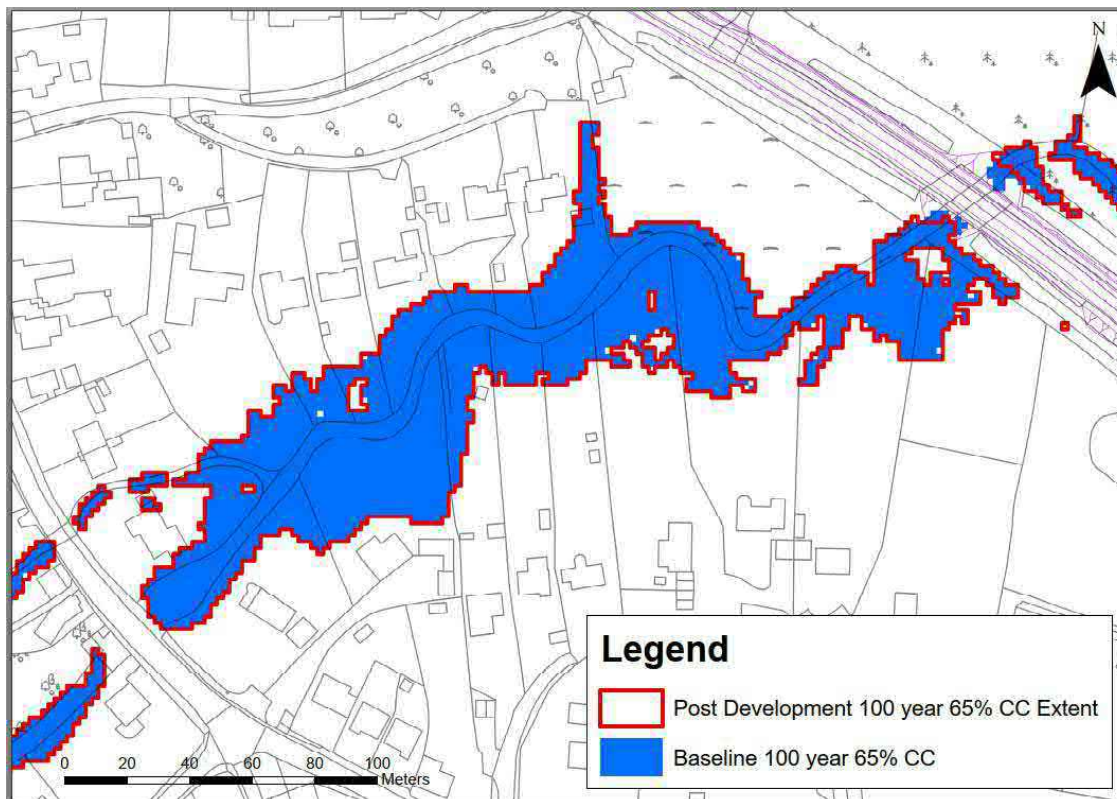 N
Legend
Post Development 100 year 65% CC Extent
Baseline 100 year 65% CC
0 20 40 60 80 100
Meters